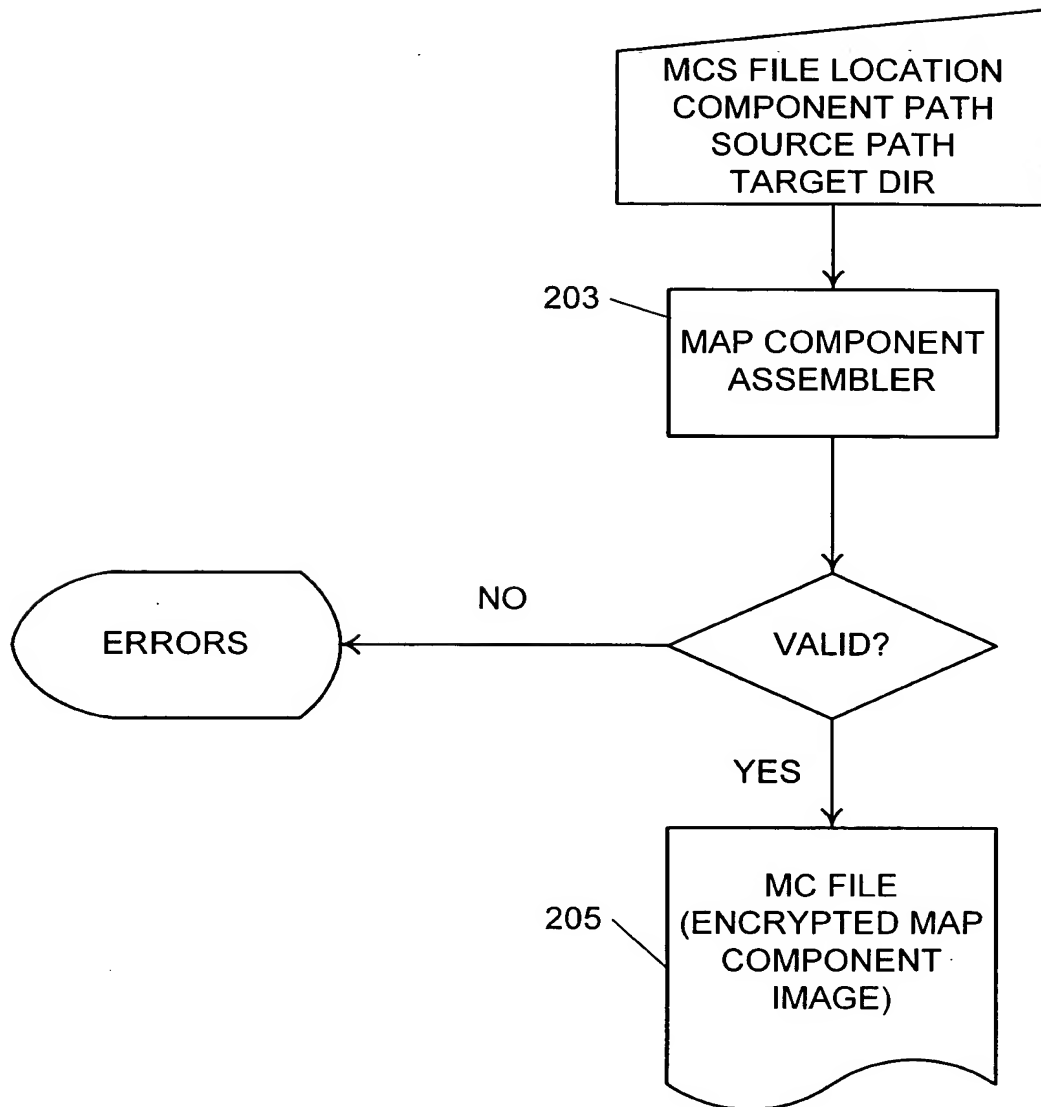 MCS FILE LOCATION
COMPONENT PATH
SOURCE PATH
TARGET DIR
203
MAP COMPONENT
ASSEMBLER
NO
ERRORS
VALID?
YES
205
MC FILE
(ENCRYPTED MAP
COMPONENT
IMAGE)